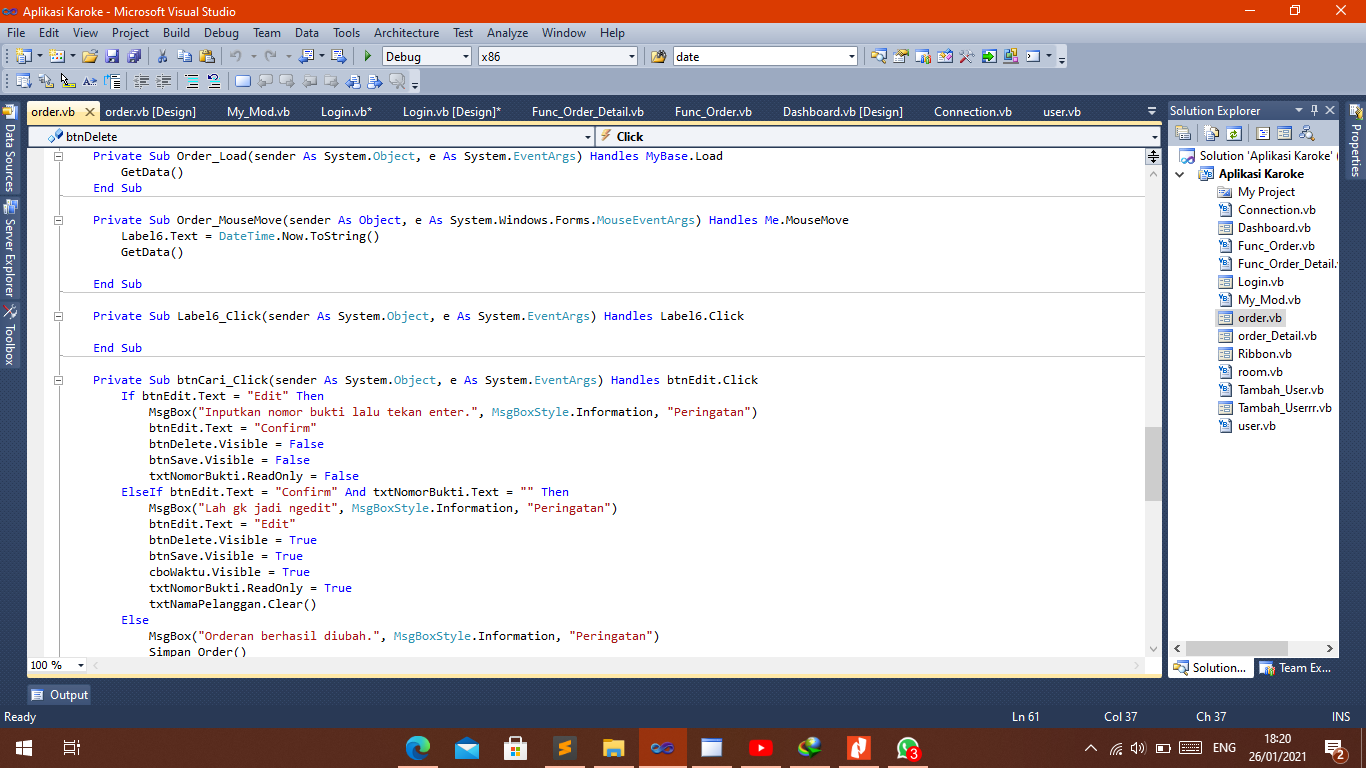 Aplikasi Karoke - Microsoft Visual Studio
File Edit View Project Build Debug Team Data Tools Architecture Test Analyze Window Help
Debug x86 date
order.vb order.vb [Design] My_Mod.vb Login.vb* Login.vb [Design]* Func_Order_Detail.vb Func_Order.vb Dashboard.vb [Design] Connection.vb user.vb
btnDelete Click
Private Sub Order_Load(sender As System.Object, e As System.EventArgs) Handles MyBase.Load
GetData()
End Sub
Private Sub Order_MouseMove(sender As Object, e As System.Windows.Forms.MouseEventArgs) Handles Me.MouseMove
Label6.Text = DateTime.Now.ToString()
GetData()
End Sub
Private Sub Label6_Click(sender As System.Object, e As System.EventArgs) Handles Label6.Click
End Sub
Private Sub btnCari_Click(sender As System.Object, e As System.EventArgs) Handles btnEdit.Click
If btnEdit.Text = "Edit" Then
MsgBox("Inputkan nomor bukti lalu tekan enter.", MsgBoxStyle.Information, "Peringatan")
btnEdit.Text = "Confirm"
btnDelete.Visible = False
btnSave.Visible = False
txtNomorBukti.ReadOnly = False
ElseIf btnEdit.Text = "Confirm" And txtNomorBukti.Text = "" Then
MsgBox("Lah gk jadi ngedit", MsgBoxStyle.Information, "Peringatan")
btnEdit.Text = "Edit"
btnDelete.Visible = True
btnSave.Visible = True
cboWaktu.Visible = True
txtNomorBukti.ReadOnly = True
txtNamaPelanggan.Clear()
Else
MsgBox("Orderan berhasil diubah.", MsgBoxStyle.Information, "Peringatan")
Simpan_Order()
100 %
Data Sources
Server Explorer
Toolbox
Solution Explorer
Solution 'Aplikasi Karoke' (
Aplikasi Karoke
My Project
Connection.vb
Dashboard.vb
Func_Order.vb
Func_Order_Detail.v
Login.vb
My_Mod.vb
order.vb
order_Detail.vb
Ribbon.vb
room.vb
Tambah_User.vb
Tambah_Userrr.vb
user.vb
Solution... Team Ex...
Properties
Output
Ready Ln 61 Col 37 Ch 37 INS
3 ENG 18:20 2
26/01/2021